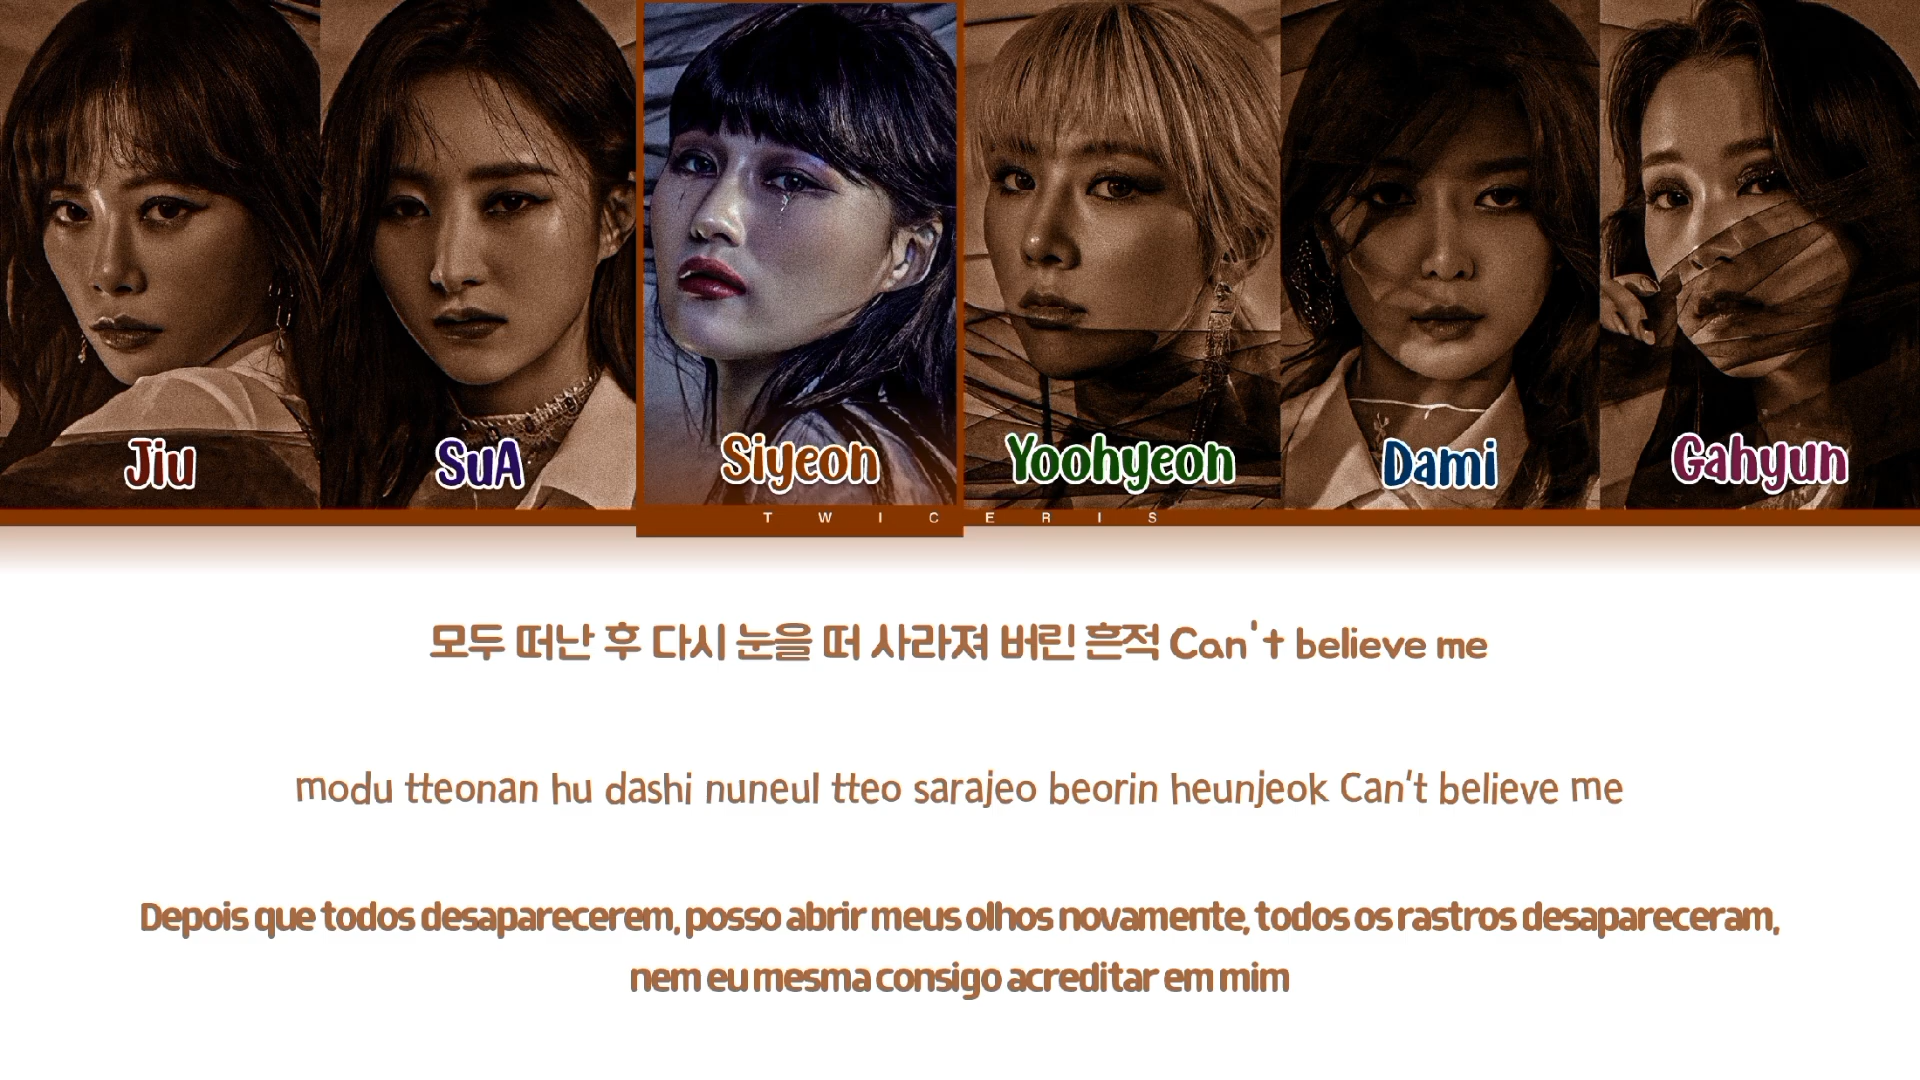 Jiu SuA Siyeon Yoohyeon Dami Gahyun
T W I C E R I S
모두 떠난 후 다시 눈을 떠 사라져 버린 흔적 Can't believe me
modu tteonan hu dashi nuneul tteo sarajeo beorin heunjeok Can't believe me
Depois que todos desaparecerem, posso abrir meus olhos novamente, todos os rastros desapareceram,
nem eu mesma consigo acreditar em mim